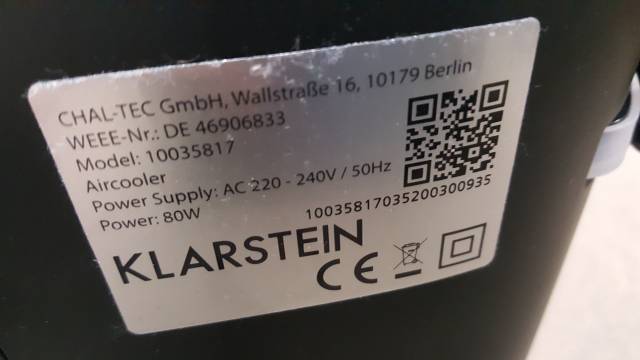 CHAL-TEC GmbH, Wallstraße 16, 10179 Berlin
WEEE-Nr.: DE 46906833
Model: 10035817
Aircooler
Power Supply: AC 220 - 240V / 50Hz
Power: 80W
10035817035200300935
KLARSTEIN
CE